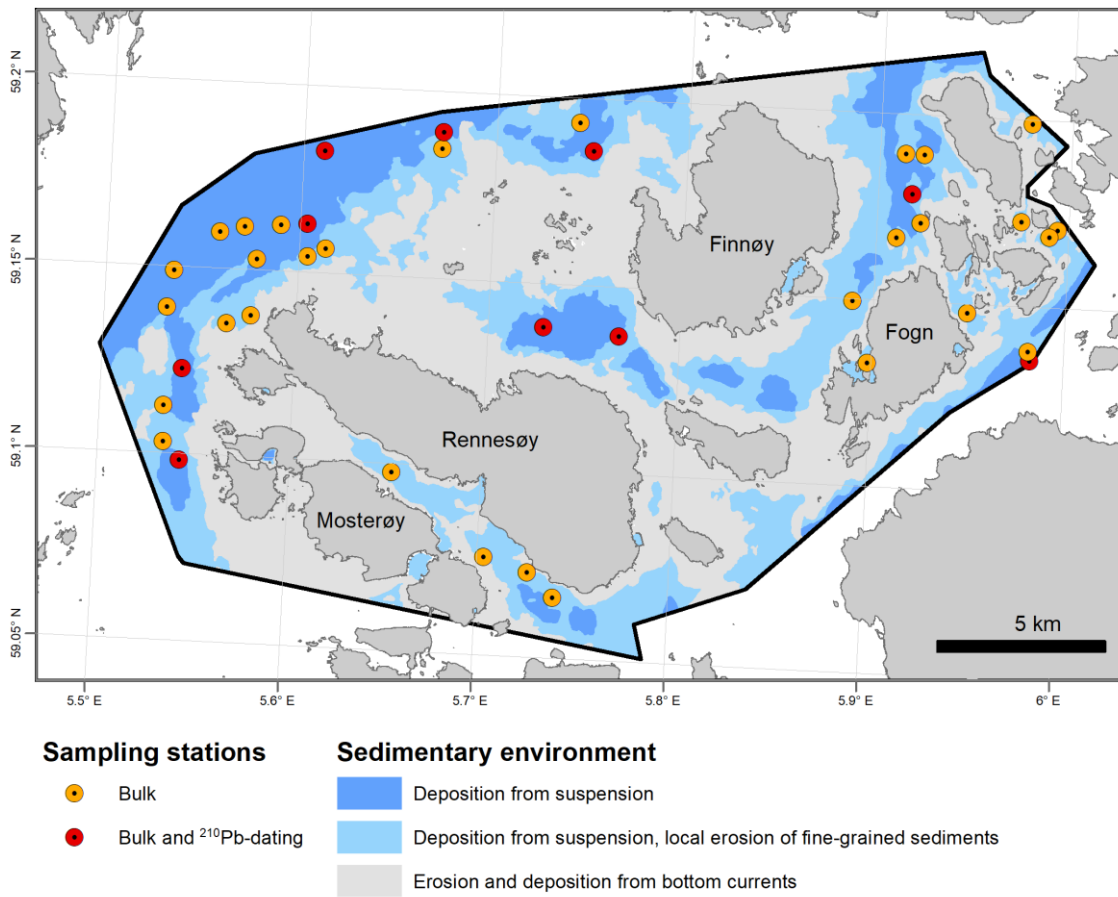 59.2° N
59.15° N
59.1° N
59.05° N
Finnøy
Fogn
Rennesøy
Mosterøy
5 km
5.5° E
5.6° E
5.7° E
5.8° E
5.9° E
6° E
Sampling stations
Bulk
Bulk and ²¹⁰Pb-dating
Sedimentary environment
Deposition from suspension
Deposition from suspension, local erosion of fine-grained sediments
Erosion and deposition from bottom currents